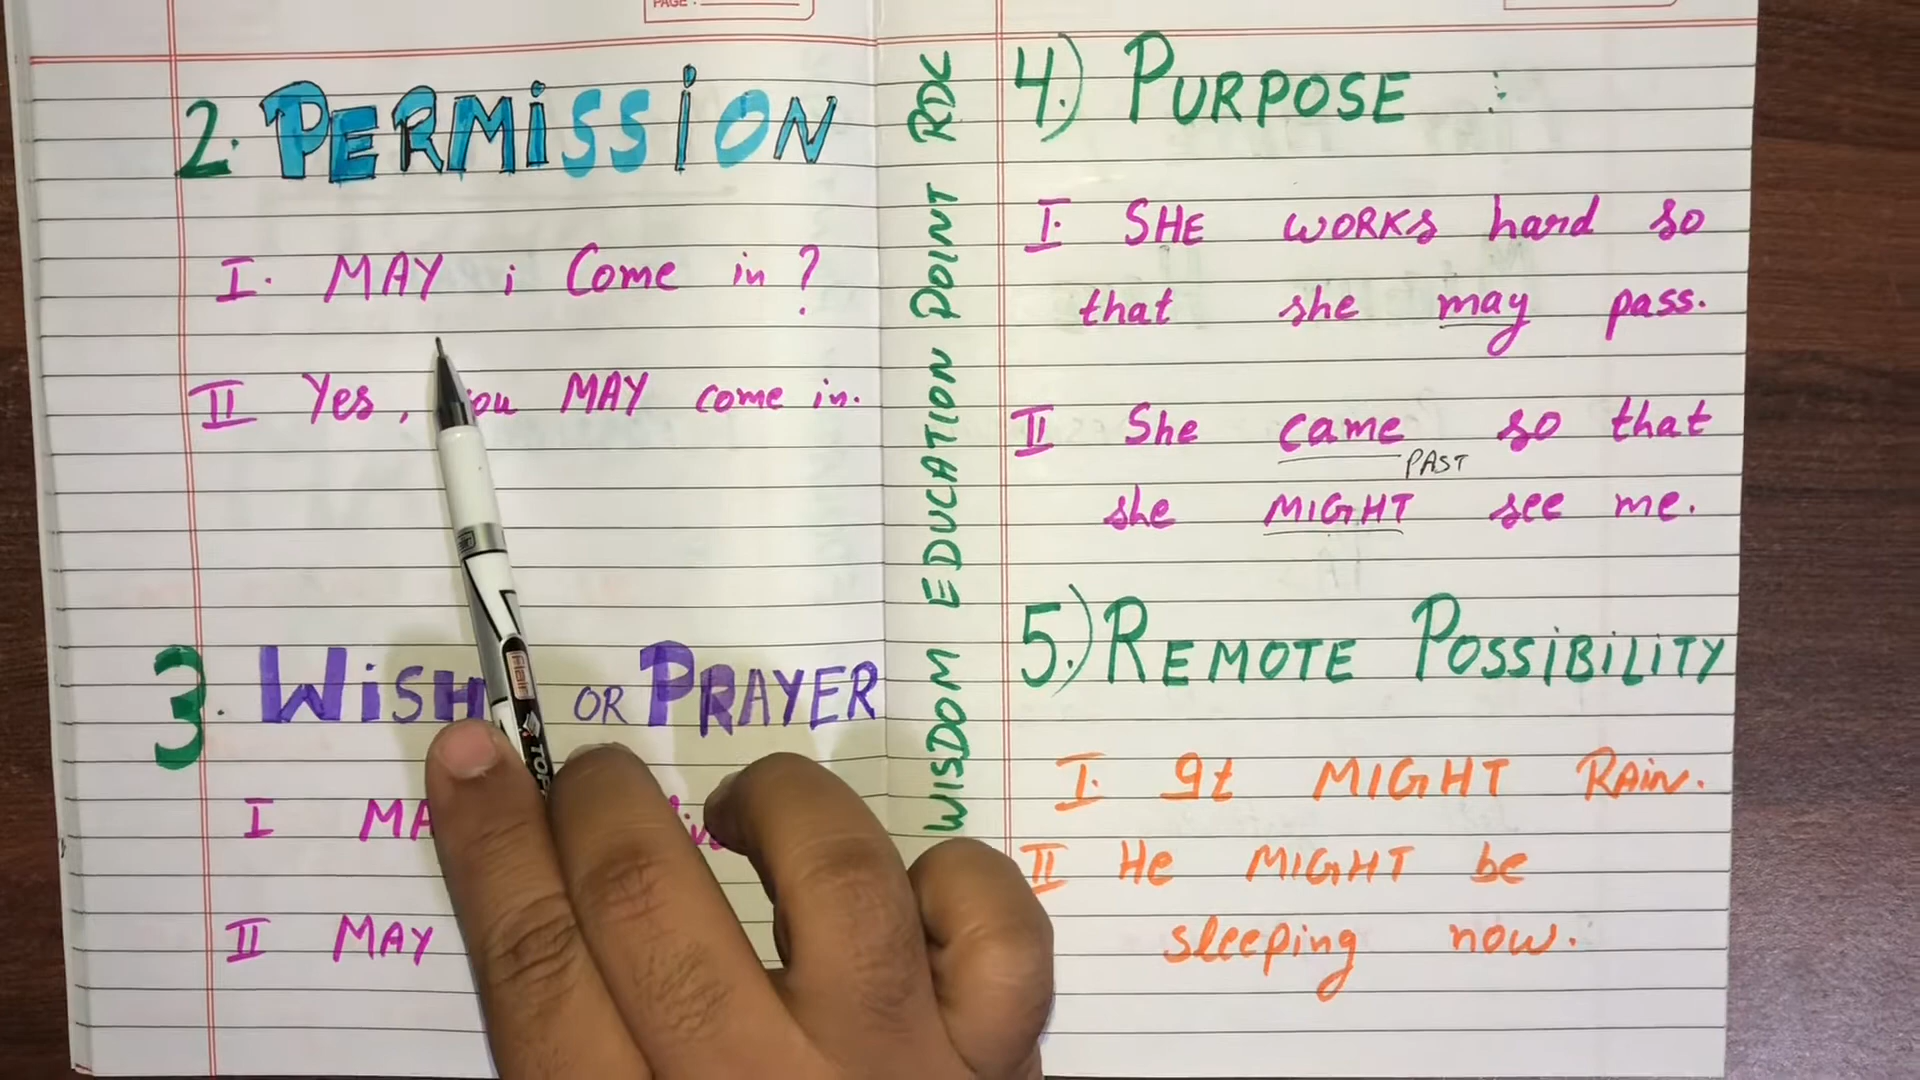 PAGE :
2. PERMISSION
I. MAY i Come in ?
II Yes, you MAY come in.
3. WISH OR PRAYER
I
II MAY
WISDOM EDUCATION POINT RDC
4.) PURPOSE :
I. SHE WORKS hard so
that she may pass.
II She came so that
PAST
she MIGHT see me.
5.) REMOTE POSSIBILITY
I. It MIGHT RAin.
II He MIGHT be
sleeping now.
Flair